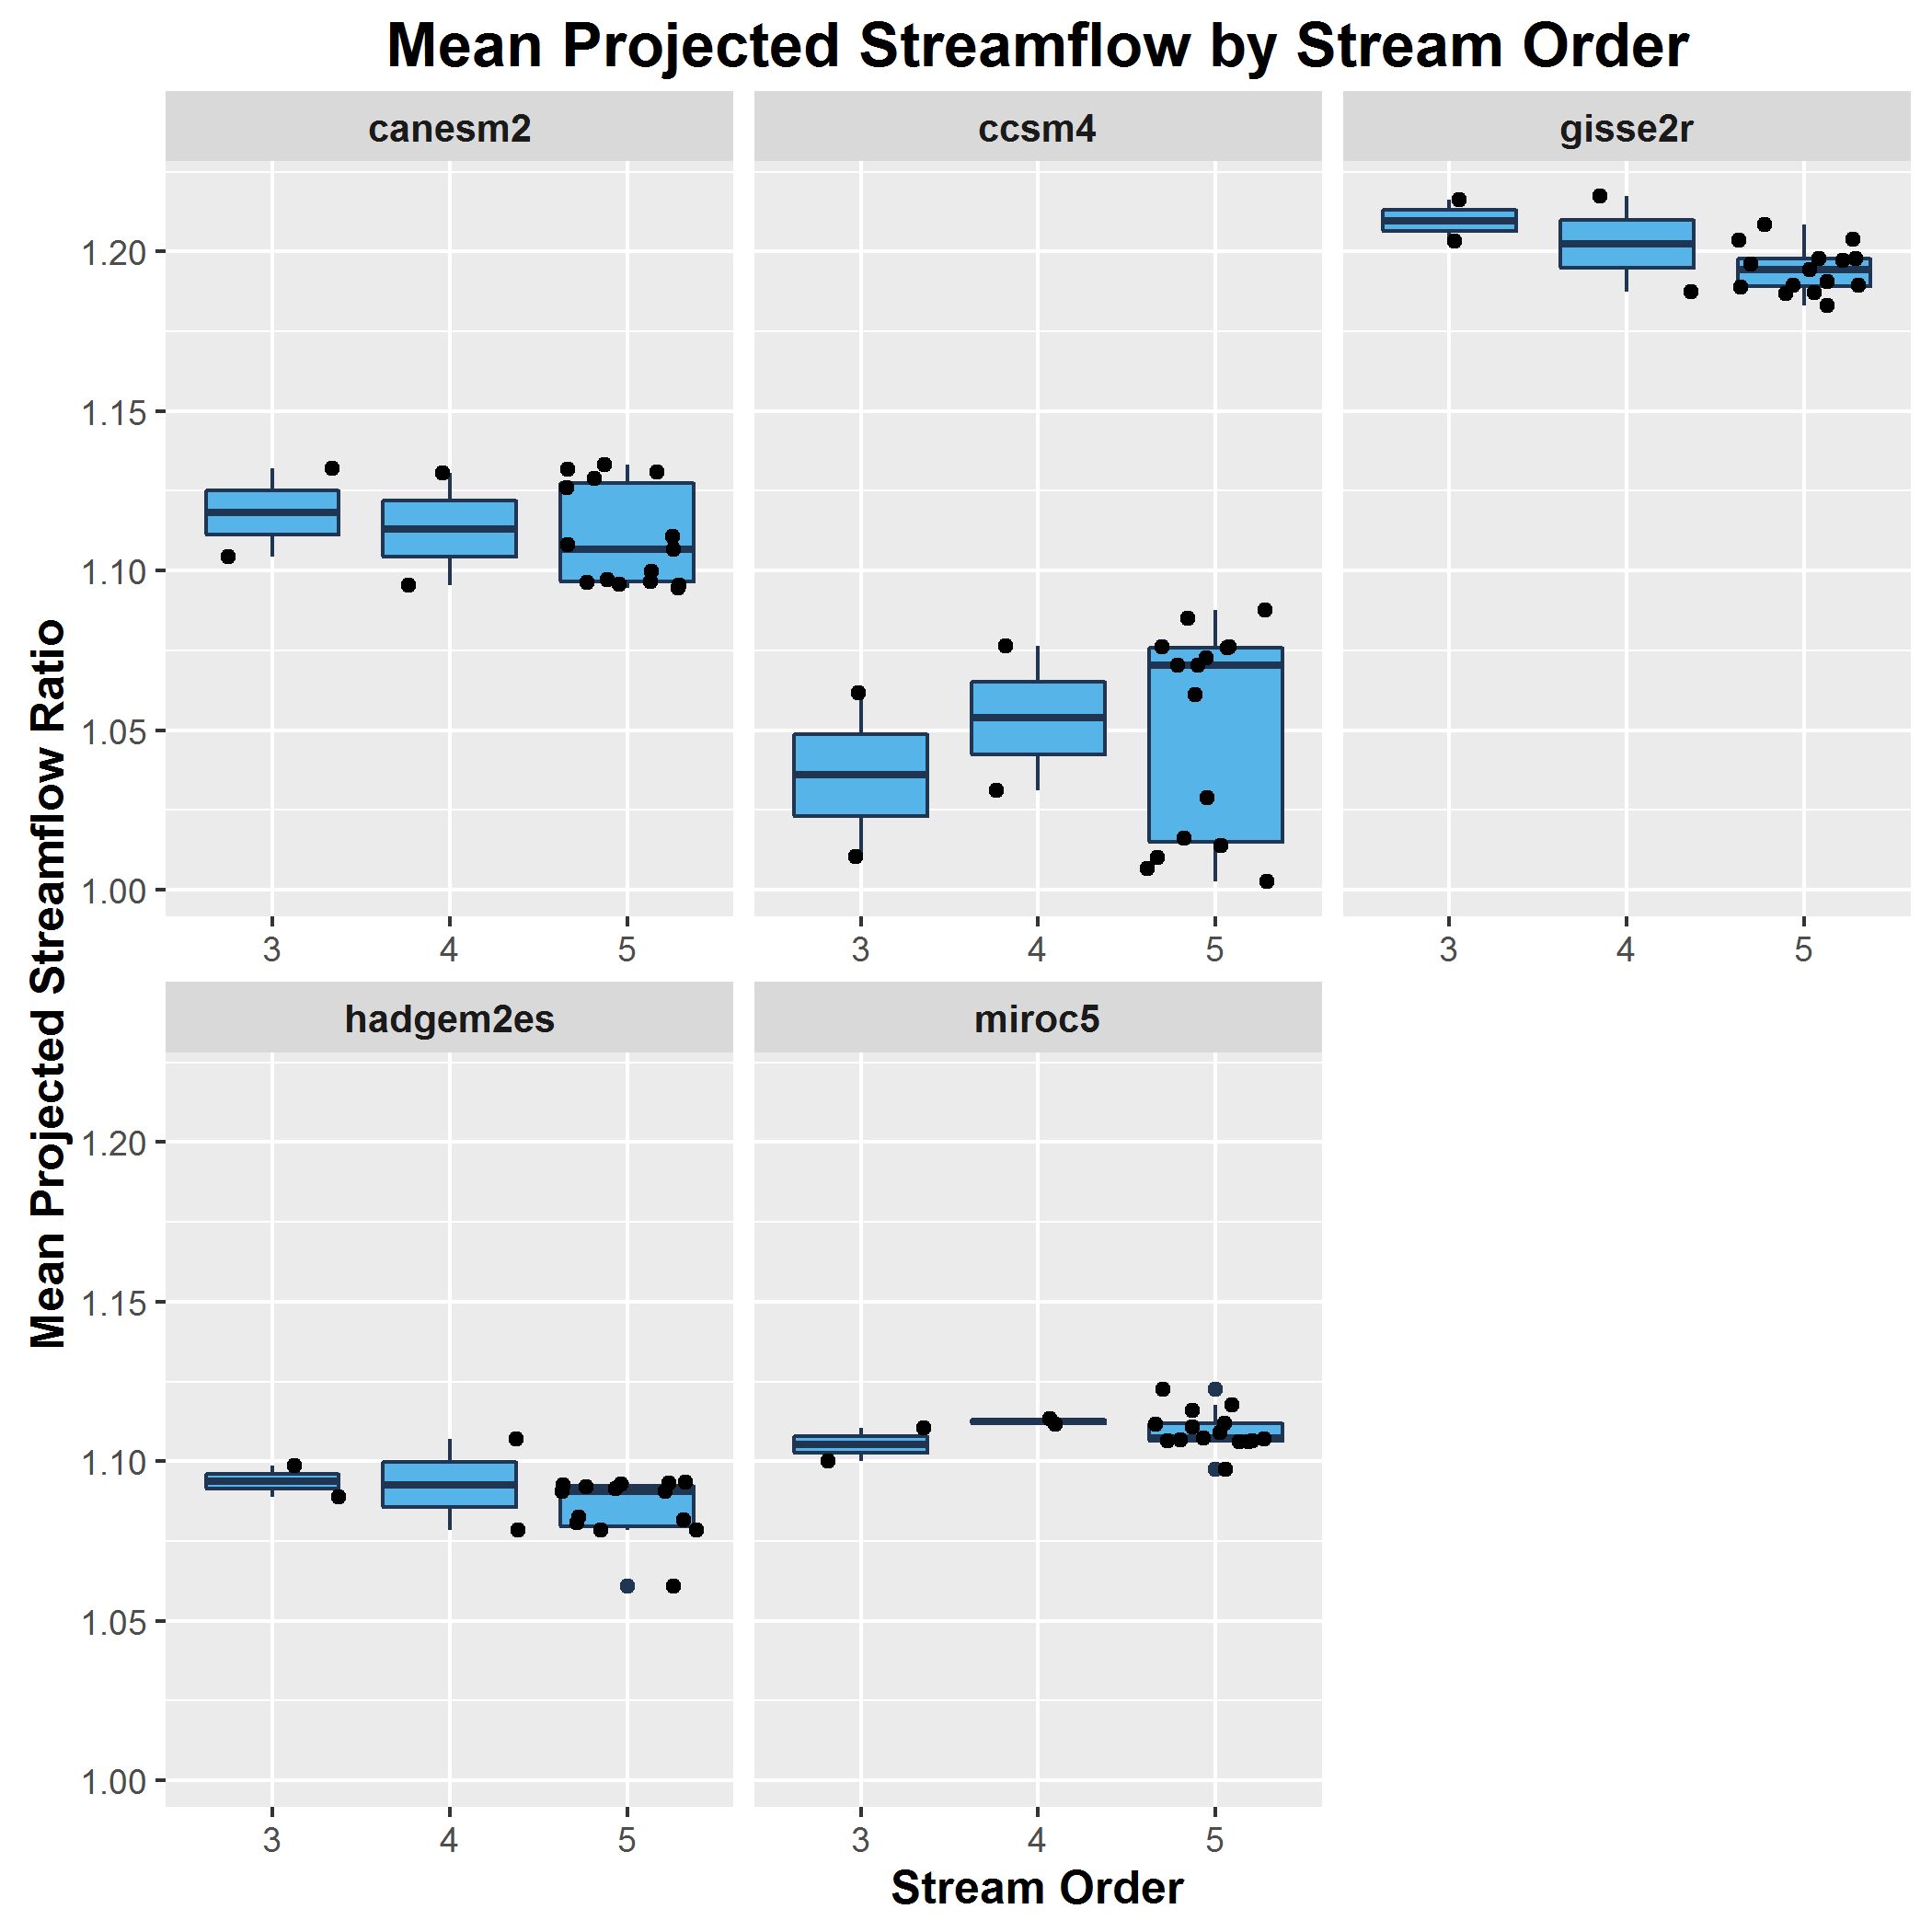 Mean Projected Streamflow by Stream Order
canesm2 ccsm4 gisse2r
Mean Projected Streamflow Ratio
1.20
1.15
1.10
1.05
1.00
3 4 5 3 4 5 3 4 5
hadgem2es miroc5
1.20
1.15
1.10
1.05
1.00
3 4 5 3 4 5
Stream Order